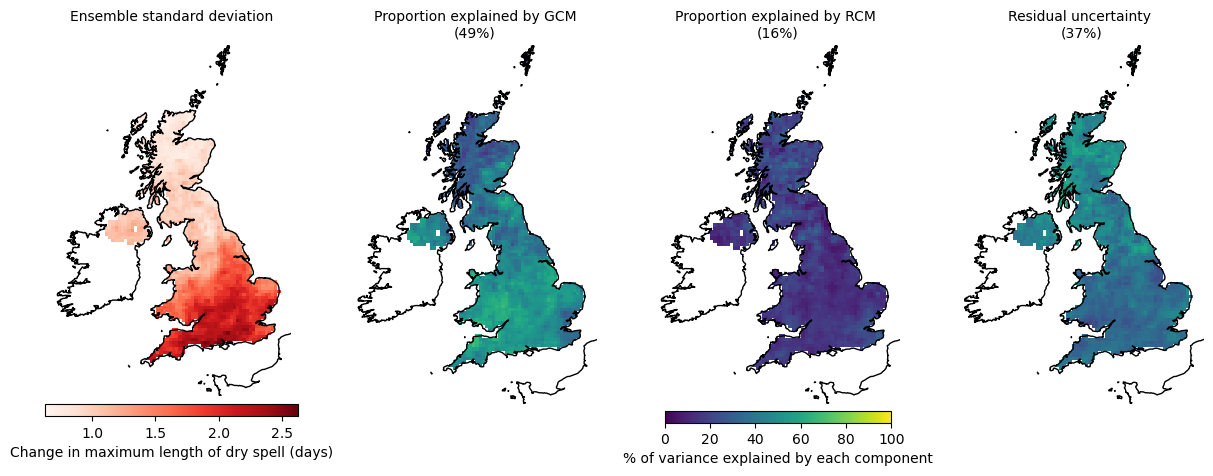 Ensemble standard deviation
Proportion explained by GCM
(49%)
Proportion explained by RCM
(16%)
Residual uncertainty
(37%)
1.0 1.5 2.0 2.5
Change in maximum length of dry spell (days)
0 20 40 60 80 100
% of variance explained by each component